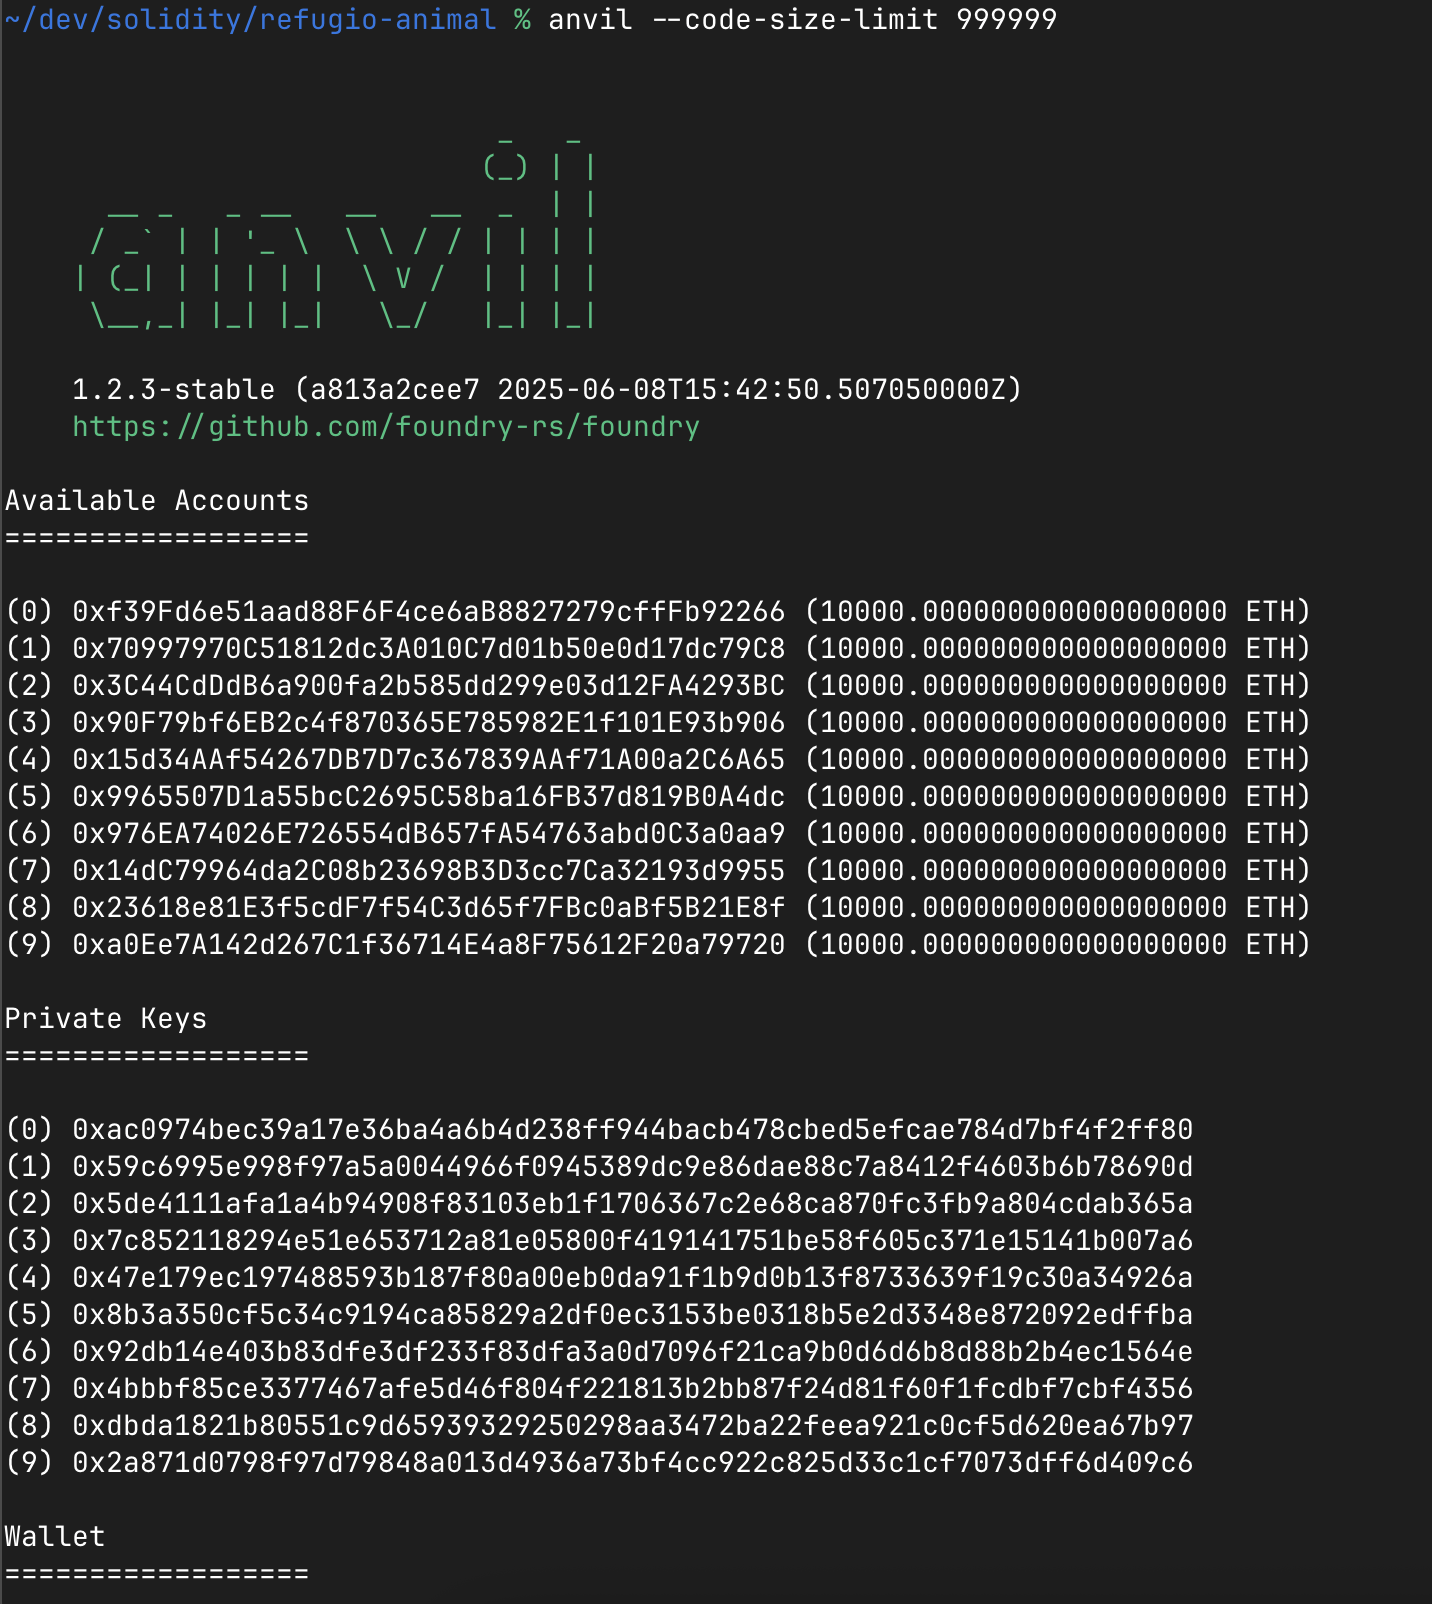 ~/dev/solidity/refugio-animal % anvil --code-size-limit 999999
                             _   _
                            (_) | |
      __ _   _ __   __   __  _  | |
     / _` | | '_ \  \ \ / / | | | |
    | (_| | | | | |  \ V /  | | | |
     \__,_| |_| |_|   \_/   |_| |_|
1.2.3-stable (a813a2cee7 2025-06-08T15:42:50.507050000Z)
https://github.com/foundry-rs/foundry
Available Accounts
==================
(0) 0xf39Fd6e51aad88F6F4ce6aB8827279cffFb92266 (10000.000000000000000000 ETH)
(1) 0x70997970C51812dc3A010C7d01b50e0d17dc79C8 (10000.000000000000000000 ETH)
(2) 0x3C44CdDdB6a900fa2b585dd299e03d12FA4293BC (10000.000000000000000000 ETH)
(3) 0x90F79bf6EB2c4f870365E785982E1f101E93b906 (10000.000000000000000000 ETH)
(4) 0x15d34AAf54267DB7D7c367839AAf71A00a2C6A65 (10000.000000000000000000 ETH)
(5) 0x9965507D1a55bcC2695C58ba16FB37d819B0A4dc (10000.000000000000000000 ETH)
(6) 0x976EA74026E726554dB657fA54763abd0C3a0aa9 (10000.000000000000000000 ETH)
(7) 0x14dC79964da2C08b23698B3D3cc7Ca32193d9955 (10000.000000000000000000 ETH)
(8) 0x23618e81E3f5cdF7f54C3d65f7FBc0aBf5B21E8f (10000.000000000000000000 ETH)
(9) 0xa0Ee7A142d267C1f36714E4a8F75612F20a79720 (10000.000000000000000000 ETH)
Private Keys
==================
(0) 0xac0974bec39a17e36ba4a6b4d238ff944bacb478cbed5efcae784d7bf4f2ff80
(1) 0x59c6995e998f97a5a0044966f0945389dc9e86dae88c7a8412f4603b6b78690d
(2) 0x5de4111afa1a4b94908f83103eb1f1706367c2e68ca870fc3fb9a804cdab365a
(3) 0x7c852118294e51e653712a81e05800f419141751be58f605c371e15141b007a6
(4) 0x47e179ec197488593b187f80a00eb0da91f1b9d0b13f8733639f19c30a34926a
(5) 0x8b3a350cf5c34c9194ca85829a2df0ec3153be0318b5e2d3348e872092edffba
(6) 0x92db14e403b83dfe3df233f83dfa3a0d7096f21ca9b0d6d6b8d88b2b4ec1564e
(7) 0x4bbbf85ce3377467afe5d46f804f221813b2bb87f24d81f60f1fcdbf7cbf4356
(8) 0xdbda1821b80551c9d65939329250298aa3472ba22feea921c0cf5d620ea67b97
(9) 0x2a871d0798f97d79848a013d4936a73bf4cc922c825d33c1cf7073dff6d409c6
Wallet
==================